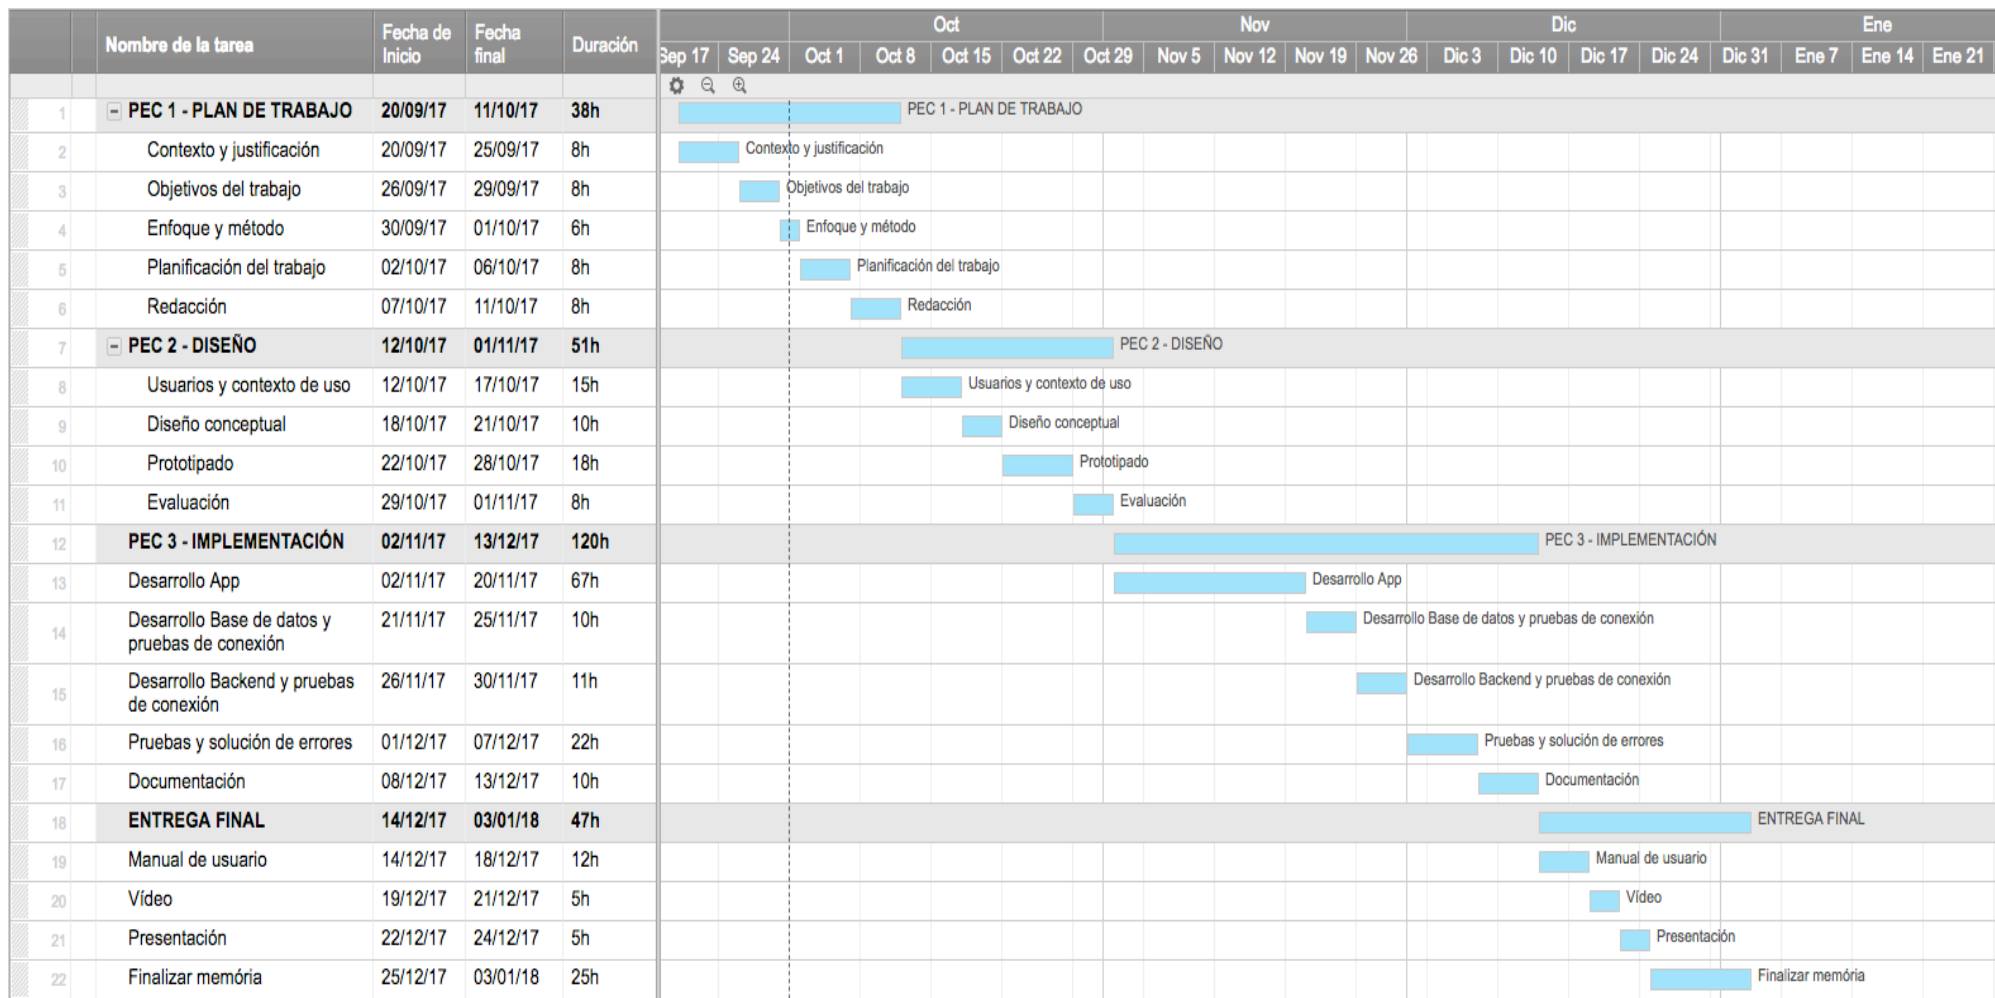 Nombre de la tarea Fecha de Inicio Fecha final Duración
Oct Nov Dic Ene
Sep 17 Sep 24 Oct 1 Oct 8 Oct 15 Oct 22 Oct 29 Nov 5 Nov 12 Nov 19 Nov 26 Dic 3 Dic 10 Dic 17 Dic 24 Dic 31 Ene 7 Ene 14 Ene 21
1 PEC 1 - PLAN DE TRABAJO 20/09/17 11/10/17 38h PEC 1 - PLAN DE TRABAJO
2 Contexto y justificación 20/09/17 25/09/17 8h Contexto y justificación
3 Objetivos del trabajo 26/09/17 29/09/17 8h Objetivos del trabajo
4 Enfoque y método 30/09/17 01/10/17 6h Enfoque y método
5 Planificación del trabajo 02/10/17 06/10/17 8h Planificación del trabajo
6 Redacción 07/10/17 11/10/17 8h Redacción
7 PEC 2 - DISEÑO 12/10/17 01/11/17 51h PEC 2 - DISEÑO
8 Usuarios y contexto de uso 12/10/17 17/10/17 15h Usuarios y contexto de uso
9 Diseño conceptual 18/10/17 21/10/17 10h Diseño conceptual
10 Prototipado 22/10/17 28/10/17 18h Prototipado
11 Evaluación 29/10/17 01/11/17 8h Evaluación
12 PEC 3 - IMPLEMENTACIÓN 02/11/17 13/12/17 120h PEC 3 - IMPLEMENTACIÓN
13 Desarrollo App 02/11/17 20/11/17 67h Desarrollo App
14 Desarrollo Base de datos y pruebas de conexión 21/11/17 25/11/17 10h Desarrollo Base de datos y pruebas de conexión
15 Desarrollo Backend y pruebas de conexión 26/11/17 30/11/17 11h Desarrollo Backend y pruebas de conexión
16 Pruebas y solución de errores 01/12/17 07/12/17 22h Pruebas y solución de errores
17 Documentación 08/12/17 13/12/17 10h Documentación
18 ENTREGA FINAL 14/12/17 03/01/18 47h ENTREGA FINAL
19 Manual de usuario 14/12/17 18/12/17 12h Manual de usuario
20 Vídeo 19/12/17 21/12/17 5h Vídeo
21 Presentación 22/12/17 24/12/17 5h Presentación
22 Finalizar memória 25/12/17 03/01/18 25h Finalizar memória